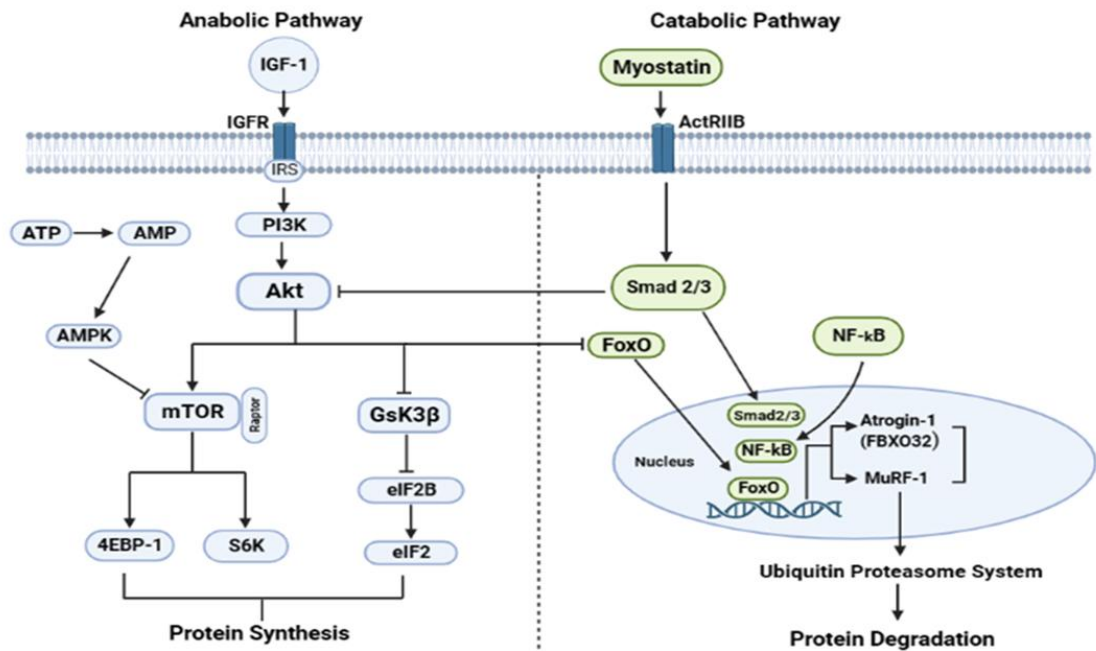 Anabolic Pathway
Catabolic Pathway
IGF-1
Myostatin
IGFR
ActRIIB
IRS
PI3K
ATP
AMP
Akt
Smad 2/3
AMPK
FoxO
NF-kB
mTOR
Raptor
GsK3β
Smad2/3
Atrogin-1
(FBXO32)
NF-kB
Nucleus
MuRF-1
FoxO
eIF2B
4EBP-1
S6K
eIF2
Ubiquitin Proteasome System
Protein Synthesis
Protein Degradation